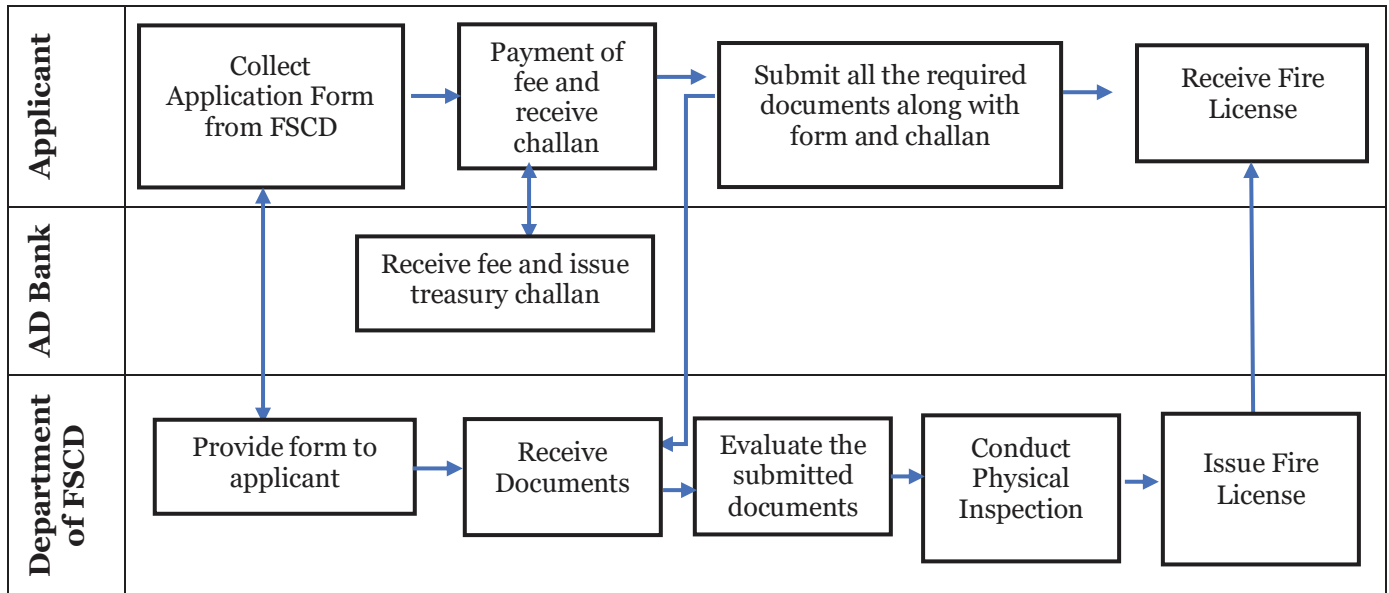 Applicant
Collect
Application Form
from FSCD
Payment of
fee and
receive
challan
Submit all the required
documents along with
form and challan
Receive Fire
License
AD Bank
Receive fee and issue
treasury challan
Department
of FSCD
Provide form to
applicant
Receive
Documents
Evaluate the
submitted
documents
Conduct
Physical
Inspection
Issue Fire
License